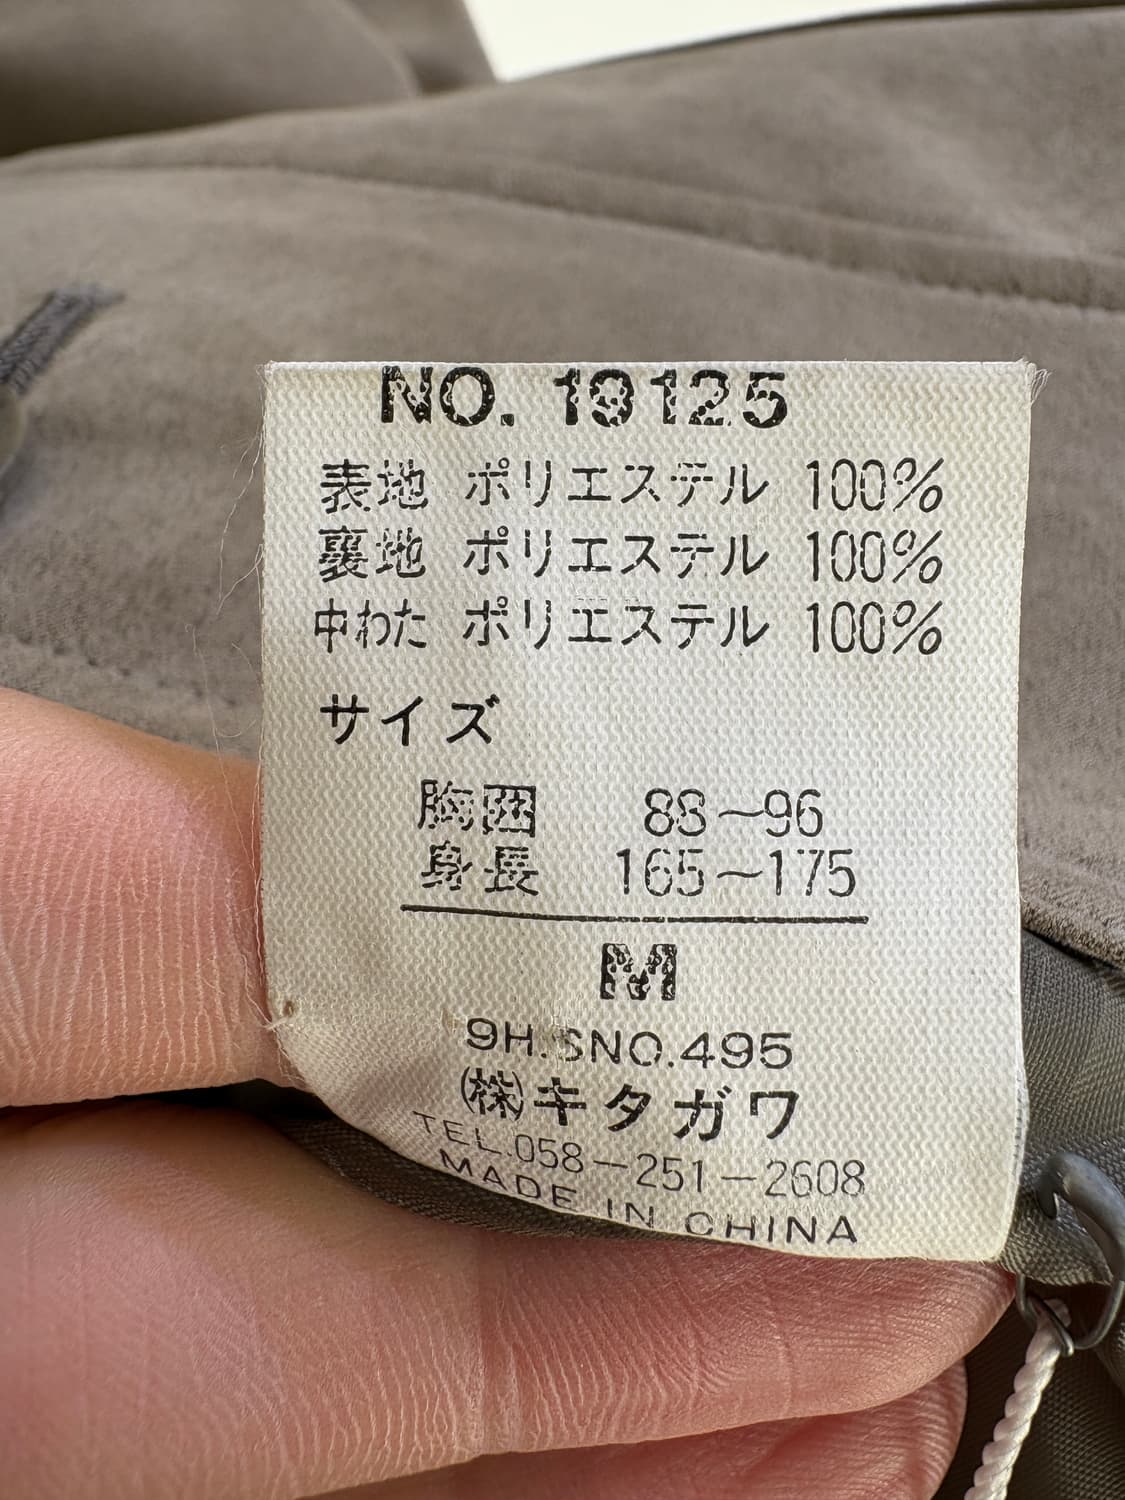 NO. 19125
表地 ポリエステル 100%
裏地 ポリエステル 100%
中わた ポリエステル 100%
サイズ
胸囲 88～96
身長 165～175
M
9H.SNO.495
㈱キタガワ
TEL.058－251－2608
MADE IN CHINA